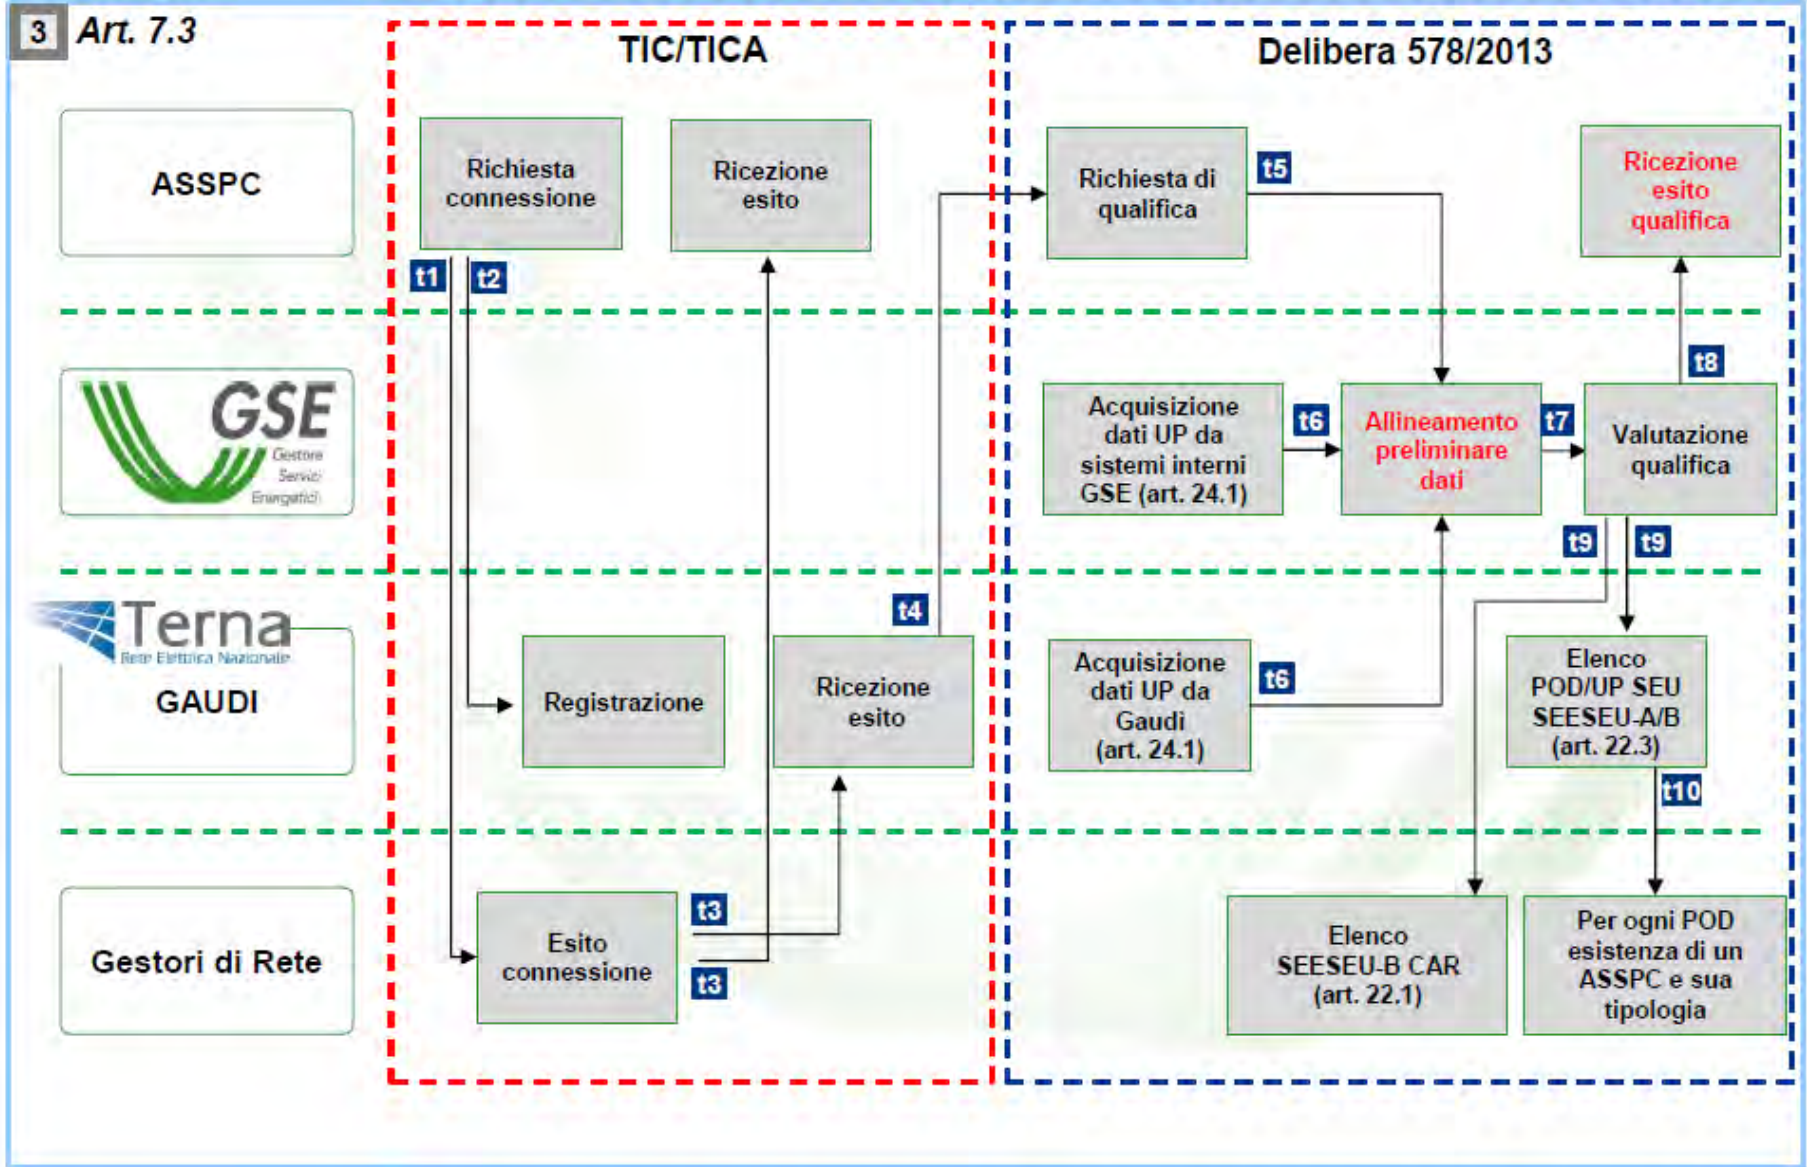 3 Art. 7.3
TIC/TICA
Delibera 578/2013
ASSPC
Richiesta
connessione
Ricezione
esito
Richiesta di
qualifica
t5
Ricezione
esito
qualifica
t1
t2
GSE
Gestore
Servizi
Energetici
Acquisizione
dati UP da
sistemi interni
GSE (art. 24.1)
t6
Allineamento
preliminare
dati
t7
t8
Valutazione
qualifica
t9
t9
Terna
Rete Elettrica Nazionale
GAUDI
Registrazione
t4
Ricezione
esito
Acquisizione
dati UP da
Gaudi
(art. 24.1)
t6
Elenco
POD/UP SEU
SEESEU-A/B
(art. 22.3)
t10
Gestori di Rete
Esito
connessione
t3
t3
Elenco
SEESEU-B CAR
(art. 22.1)
Per ogni POD
esistenza di un
ASSPC e sua
tipologia